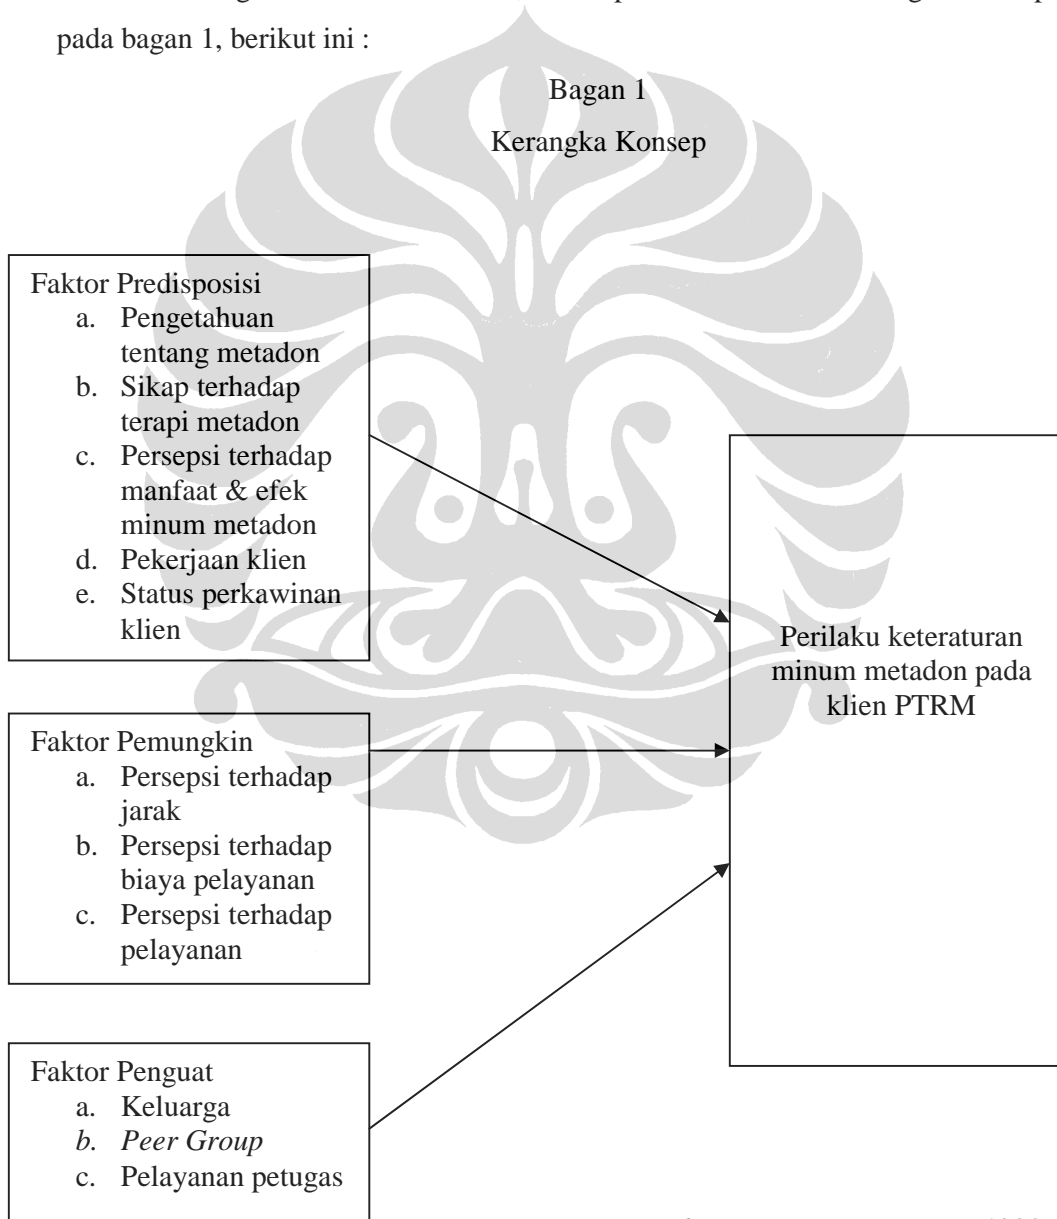 pada bagan 1, berikut ini :
Bagan 1
Kerangka Konsep
Faktor Predisposisi
a. Pengetahuan
tentang metadon
b. Sikap terhadap
terapi metadon
c. Persepsi terhadap
manfaat & efek
minum metadon
d. Pekerjaan klien
e. Status perkawinan
klien
Perilaku keteraturan
minum metadon pada
klien PTRM
Faktor Pemungkin
a. Persepsi terhadap
jarak
b. Persepsi terhadap
biaya pelayanan
c. Persepsi terhadap
pelayanan
Faktor Penguat
a. Keluarga
b. Peer Group
c. Pelayanan petugas